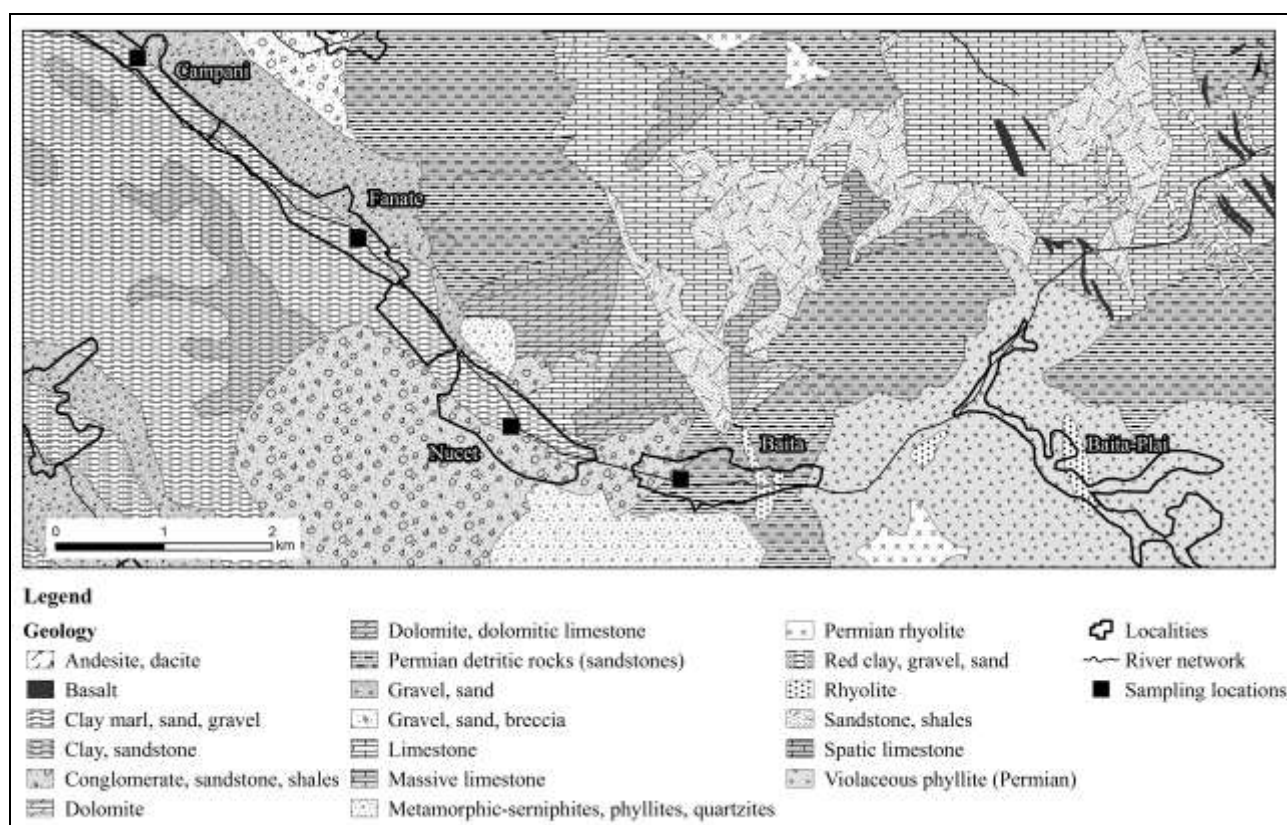 Campani
Fanate
Nucet
Baita
Baita-Plai
0 1 2
km
Legend
Geology
Andesite, dacite
Basalt
Clay marl, sand, gravel
Clay, sandstone
Conglomerate, sandstone, shales
Dolomite
Dolomite, dolomitic limestone
Permian detritic rocks (sandstones)
Gravel, sand
Gravel, sand, breccia
Limestone
Massive limestone
Metamorphic-serniphites, phyllites, quartzites
Permian rhyolite
Red clay, gravel, sand
Rhyolite
Sandstone, shales
Spatic limestone
Violaceous phyllite (Permian)
Localities
River network
Sampling locations